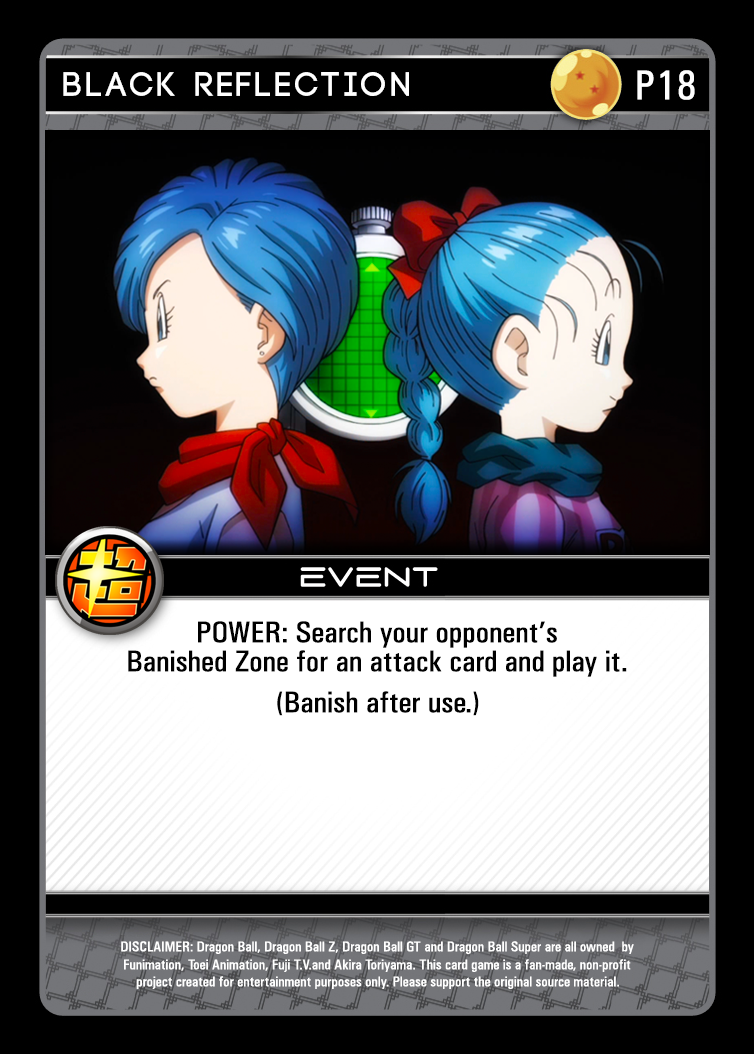 BLACK REFLECTION P18
EVENT
POWER: Search your opponent's
Banished Zone for an attack card and play it.
(Banish after use.)
DISCLAIMER: Dragon Ball, Dragon Ball Z, Dragon Ball GT and Dragon Ball Super are all owned by
Funimation, Toei Animation, Fuji T.V.and Akira Toriyama. This card game is a fan-made, non-profit
project created for entertainment purposes only. Please support the original source material.